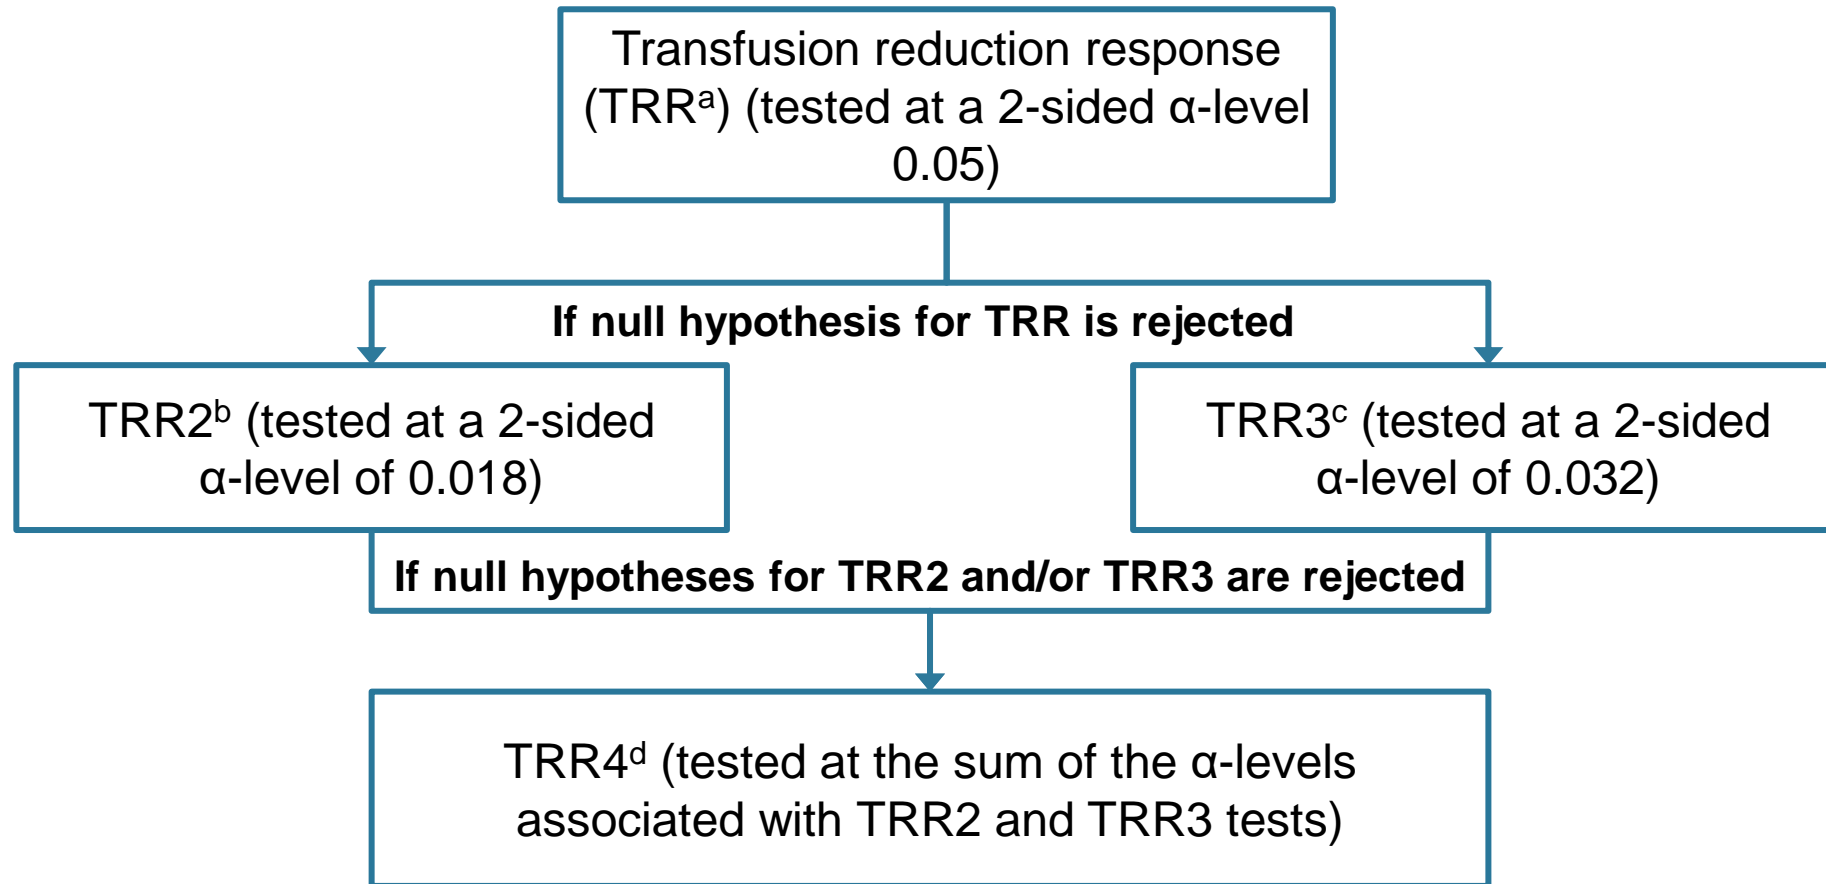 Transfusion reduction response
(TRRᵃ) (tested at a 2-sided α-level
0.05)
If null hypothesis for TRR is rejected
TRR2ᵇ (tested at a 2-sided
α-level of 0.018)
TRR3ᶜ (tested at a 2-sided
α-level of 0.032)
If null hypotheses for TRR2 and/or TRR3 are rejected
TRR4ᵈ (tested at the sum of the α-levels
associated with TRR2 and TRR3 tests)